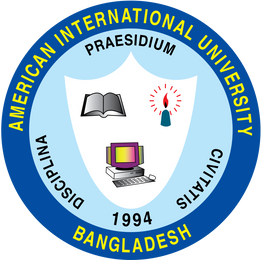 AMERICAN INTERNATIONAL UNIVERSITY
PRAESIDIUM
DISCIPLINA
CIVITATIS
1994
BANGLADESH